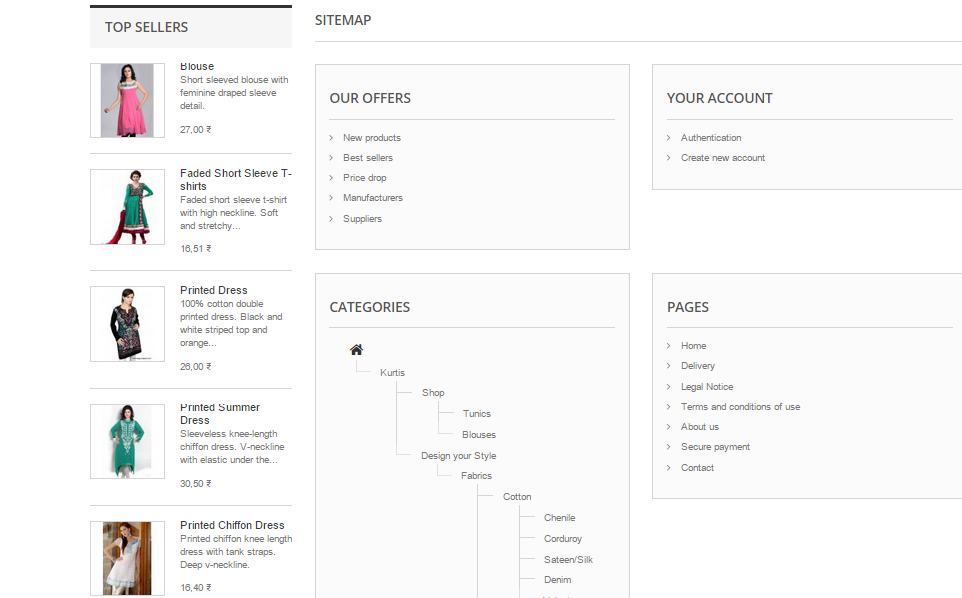 TOP SELLERS
Blouse
Short sleeved blouse with
feminine draped sleeve
detail.
27,00 ₹
Faded Short Sleeve T-
shirts
Faded short sleeve t-shirt
with high neckline. Soft
and stretchy...
16,51 ₹
Printed Dress
100% cotton double
printed dress. Black and
white striped top and
orange...
26,00 ₹
Printed Summer
Dress
Sleeveless knee-length
chiffon dress. V-neckline
with elastic under the...
30,50 ₹
Printed Chiffon Dress
Printed chiffon knee length
dress with tank straps.
Deep v-neckline.
16,40 ₹
SITEMAP
OUR OFFERS
New products
Best sellers
Price drop
Manufacturers
Suppliers
YOUR ACCOUNT
Authentication
Create new account
CATEGORIES
Kurtis
Shop
Tunics
Blouses
Design your Style
Fabrics
Cotton
Chenile
Corduroy
Sateen/Silk
Denim
PAGES
Home
Delivery
Legal Notice
Terms and conditions of use
About us
Secure payment
Contact